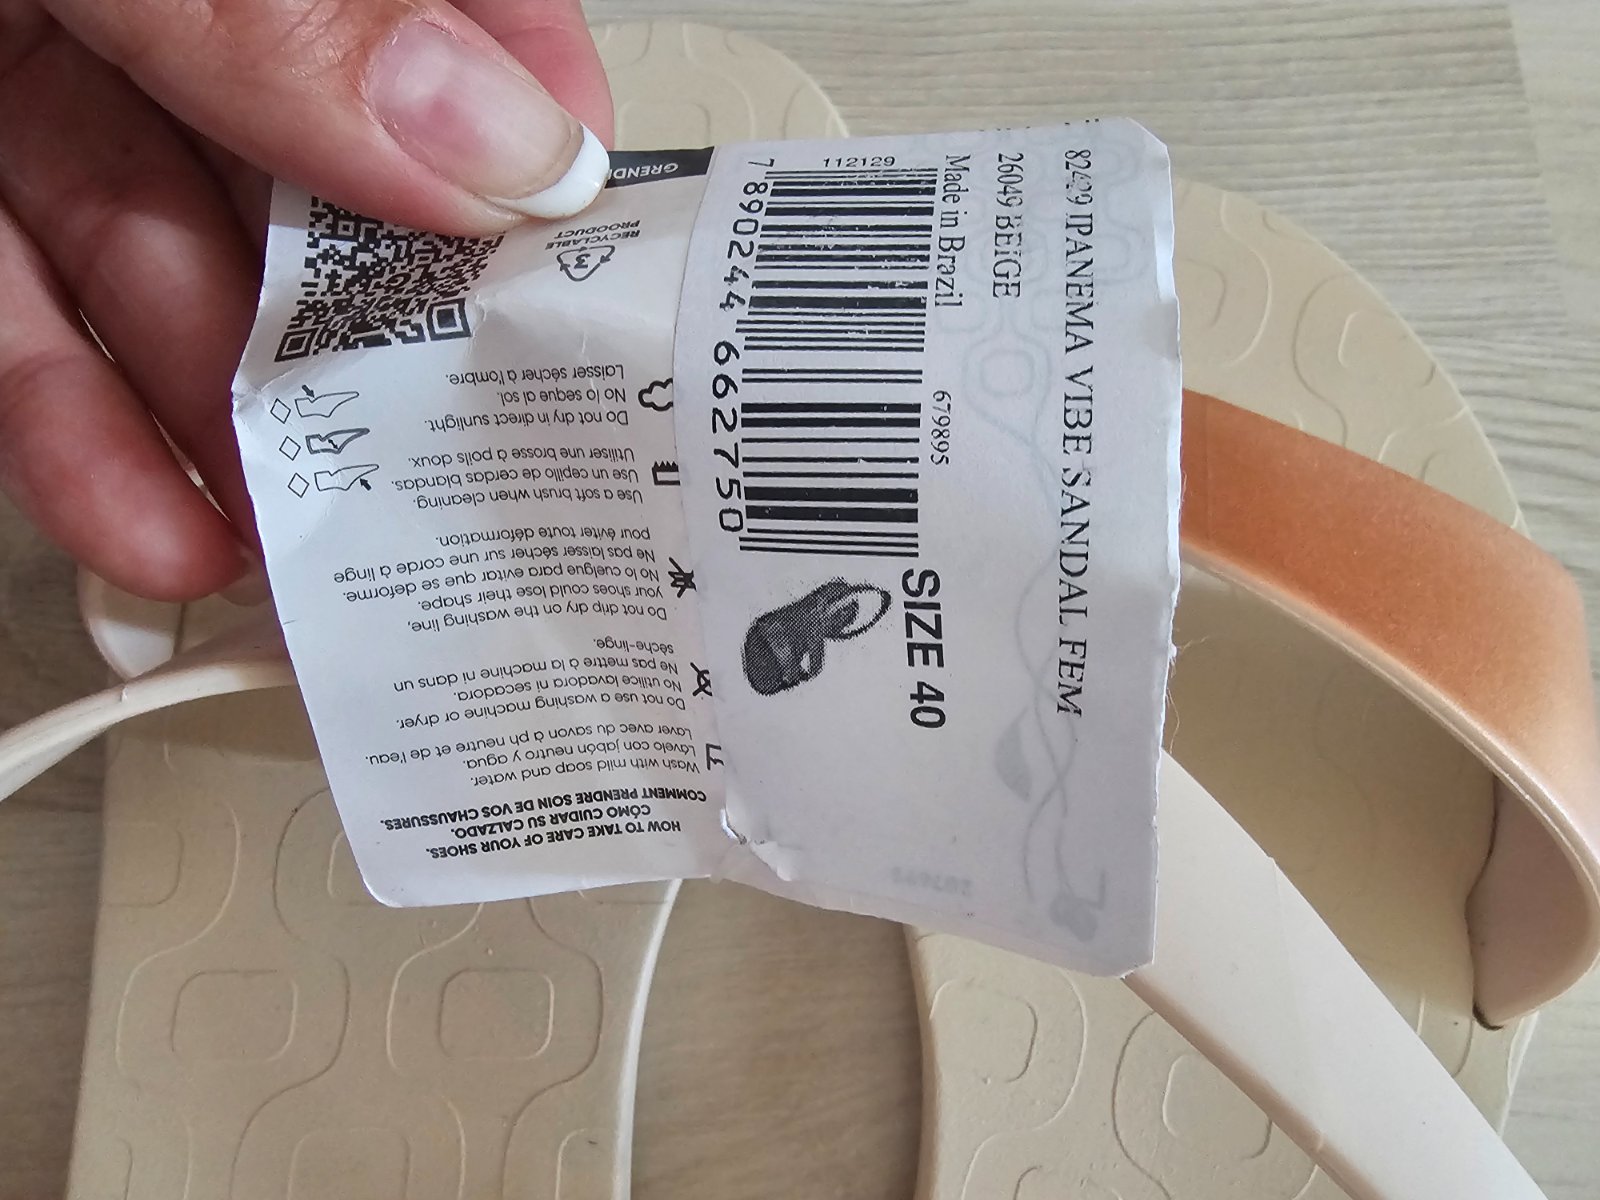 82429 IPANEMA VIBE SANDAL FEM
26049 BEIGE
Made in Brazil
679895
112129
7 890244 662750
SIZE 40
HOW TO TAKE CARE OF YOUR SHOES.
CÓMO CUIDAR SU CALZADO.
COMMENT PRENDRE SOIN DE VOS CHAUSSURES.
Wash with mild soap and water.
Lávelo con jabón neutro y agua.
Laver avec du savon à ph neutre et de l'eau.
Do not use a washing machine or dryer.
No utilice lavadora ni secadora.
Ne pas mettre à la machine ni dans un
sèche-linge.
Do not drip dry on the washing line,
your shoes could lose their shape.
No lo cuelgue para evitar que se deforme.
Ne pas laisser sécher sur une corde à linge
pour éviter toute déformation.
Use a soft brush when cleaning.
Use un cepillo de cerdas blandas.
Utiliser une brosse à poils doux.
Do not dry in direct sunlight.
No lo seque al sol.
Laisser sécher à l'ombre.
3
RECYCLABLE
PROODUCT